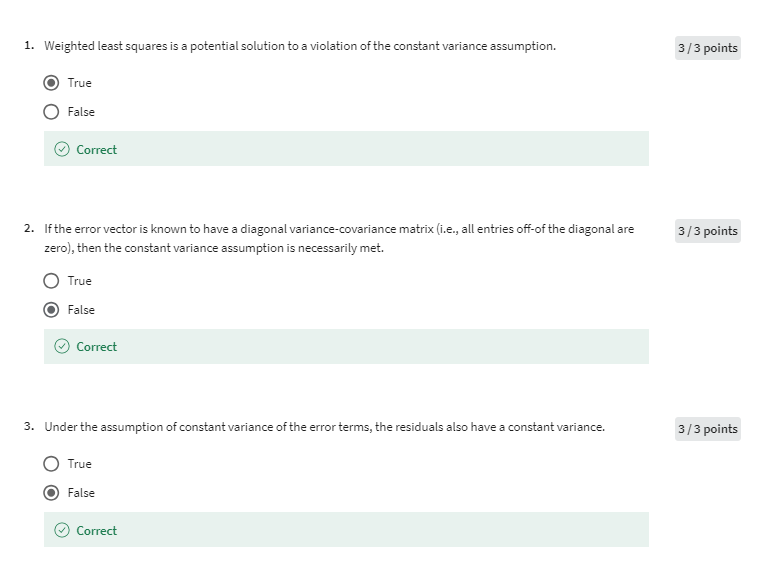 1. Weighted least squares is a potential solution to a violation of the constant variance assumption.
3 / 3 points
True
False
Correct
2. If the error vector is known to have a diagonal variance-covariance matrix (i.e., all entries off-of the diagonal are
zero), then the constant variance assumption is necessarily met.
3 / 3 points
True
False
Correct
3. Under the assumption of constant variance of the error terms, the residuals also have a constant variance.
3 / 3 points
True
False
Correct